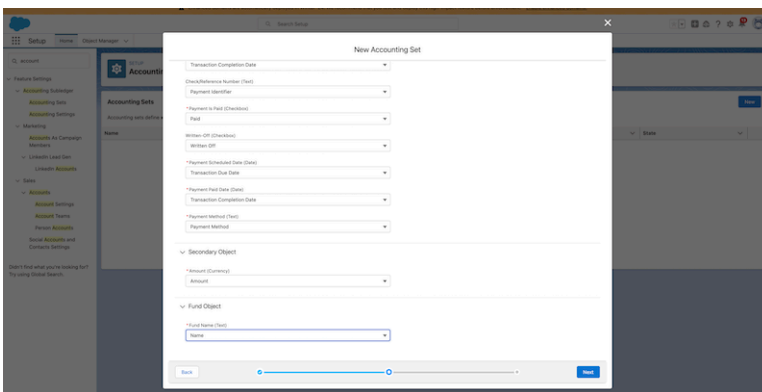 Search Setup
Setup
Home
Object Manager
account
Feature Settings
Accounting Subledger
Accounting Sets
Accounting Settings
Marketing
Accounts As Campaign
Members
LinkedIn Lead Gen
LinkedIn Accounts
Sales
Accounts
Account Settings
Account Teams
Person Accounts
Social Accounts and
Contacts Settings
Didn't find what you're looking for?
Try using Global Search.
SETUP
Accounti
Accounting Sets
Accounting sets define
Name
New
State
New Accounting Set
Transaction Completion Date
Check/Reference Number (Text)
Payment Identifier
*Payment Is Paid (Checkbox)
Paid
Written-Off (Checkbox)
Written Off
*Payment Scheduled Date (Date)
Transaction Due Date
*Payment Paid Date (Date)
Transaction Completion Date
*Payment Method (Text)
Payment Method
Secondary Object
*Amount (Currency)
Amount
Fund Object
*Fund Name (Text)
Name
Back
Next